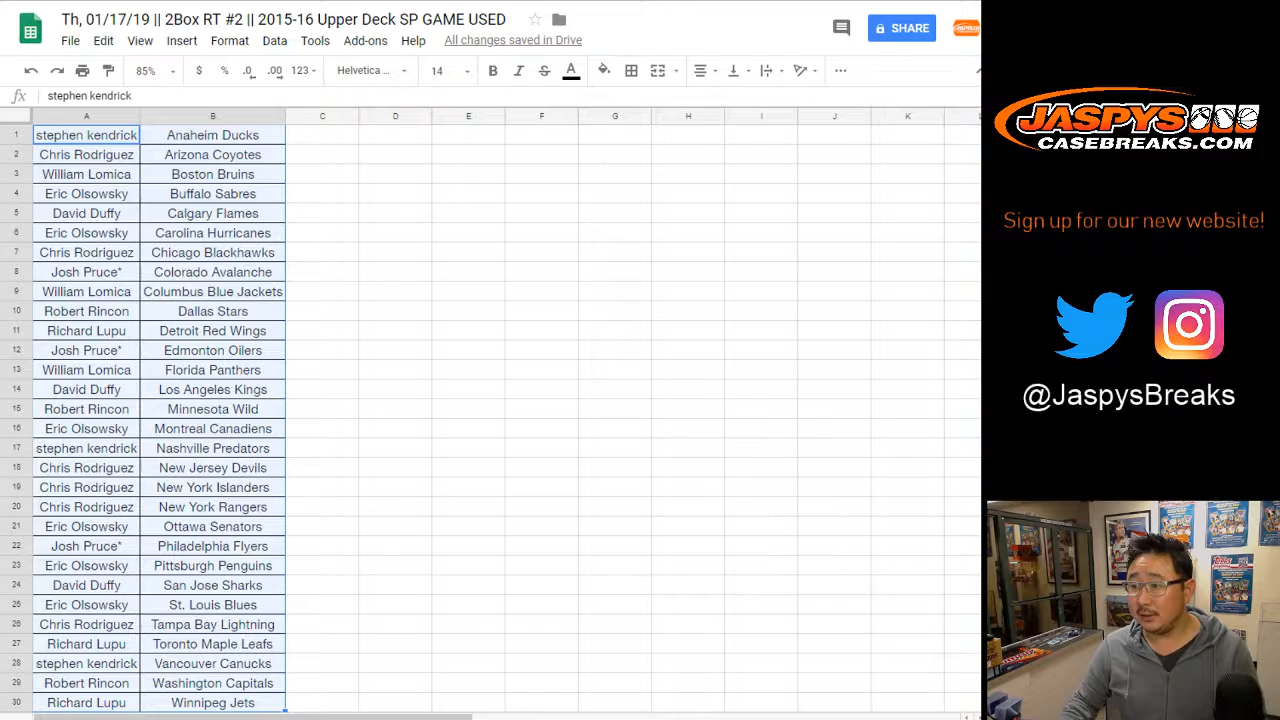 Th, 01/17/19 || 2Box RT #2 || 2015-16 Upper Deck SP GAME USED
File Edit View Insert Format Data Tools Add-ons Help All changes saved in Drive
SHARE
85% $ % .0 .00 123 Helvetica ... 14 B I S A
fx stephen kendrick
A B C D E F G H I J K
1 stephen kendrick Anaheim Ducks
2 Chris Rodriguez Arizona Coyotes
3 William Lomica Boston Bruins
4 Eric Olsowsky Buffalo Sabres
5 David Duffy Calgary Flames
6 Eric Olsowsky Carolina Hurricanes
7 Chris Rodriguez Chicago Blackhawks
8 Josh Pruce* Colorado Avalanche
9 William Lomica Columbus Blue Jackets
10 Robert Rincon Dallas Stars
11 Richard Lupu Detroit Red Wings
12 Josh Pruce* Edmonton Oilers
13 William Lomica Florida Panthers
14 David Duffy Los Angeles Kings
15 Robert Rincon Minnesota Wild
16 Eric Olsowsky Montreal Canadiens
17 stephen kendrick Nashville Predators
18 Chris Rodriguez New Jersey Devils
19 Chris Rodriguez New York Islanders
20 Chris Rodriguez New York Rangers
21 Eric Olsowsky Ottawa Senators
22 Josh Pruce* Philadelphia Flyers
23 Eric Olsowsky Pittsburgh Penguins
24 David Duffy San Jose Sharks
25 Eric Olsowsky St. Louis Blues
26 Chris Rodriguez Tampa Bay Lightning
27 Richard Lupu Toronto Maple Leafs
28 stephen kendrick Vancouver Canucks
29 Robert Rincon Washington Capitals
30 Richard Lupu Winnipeg Jets
JASPYS
CASEBREAKS.COM
Sign up for our new website!
@JaspysBreaks